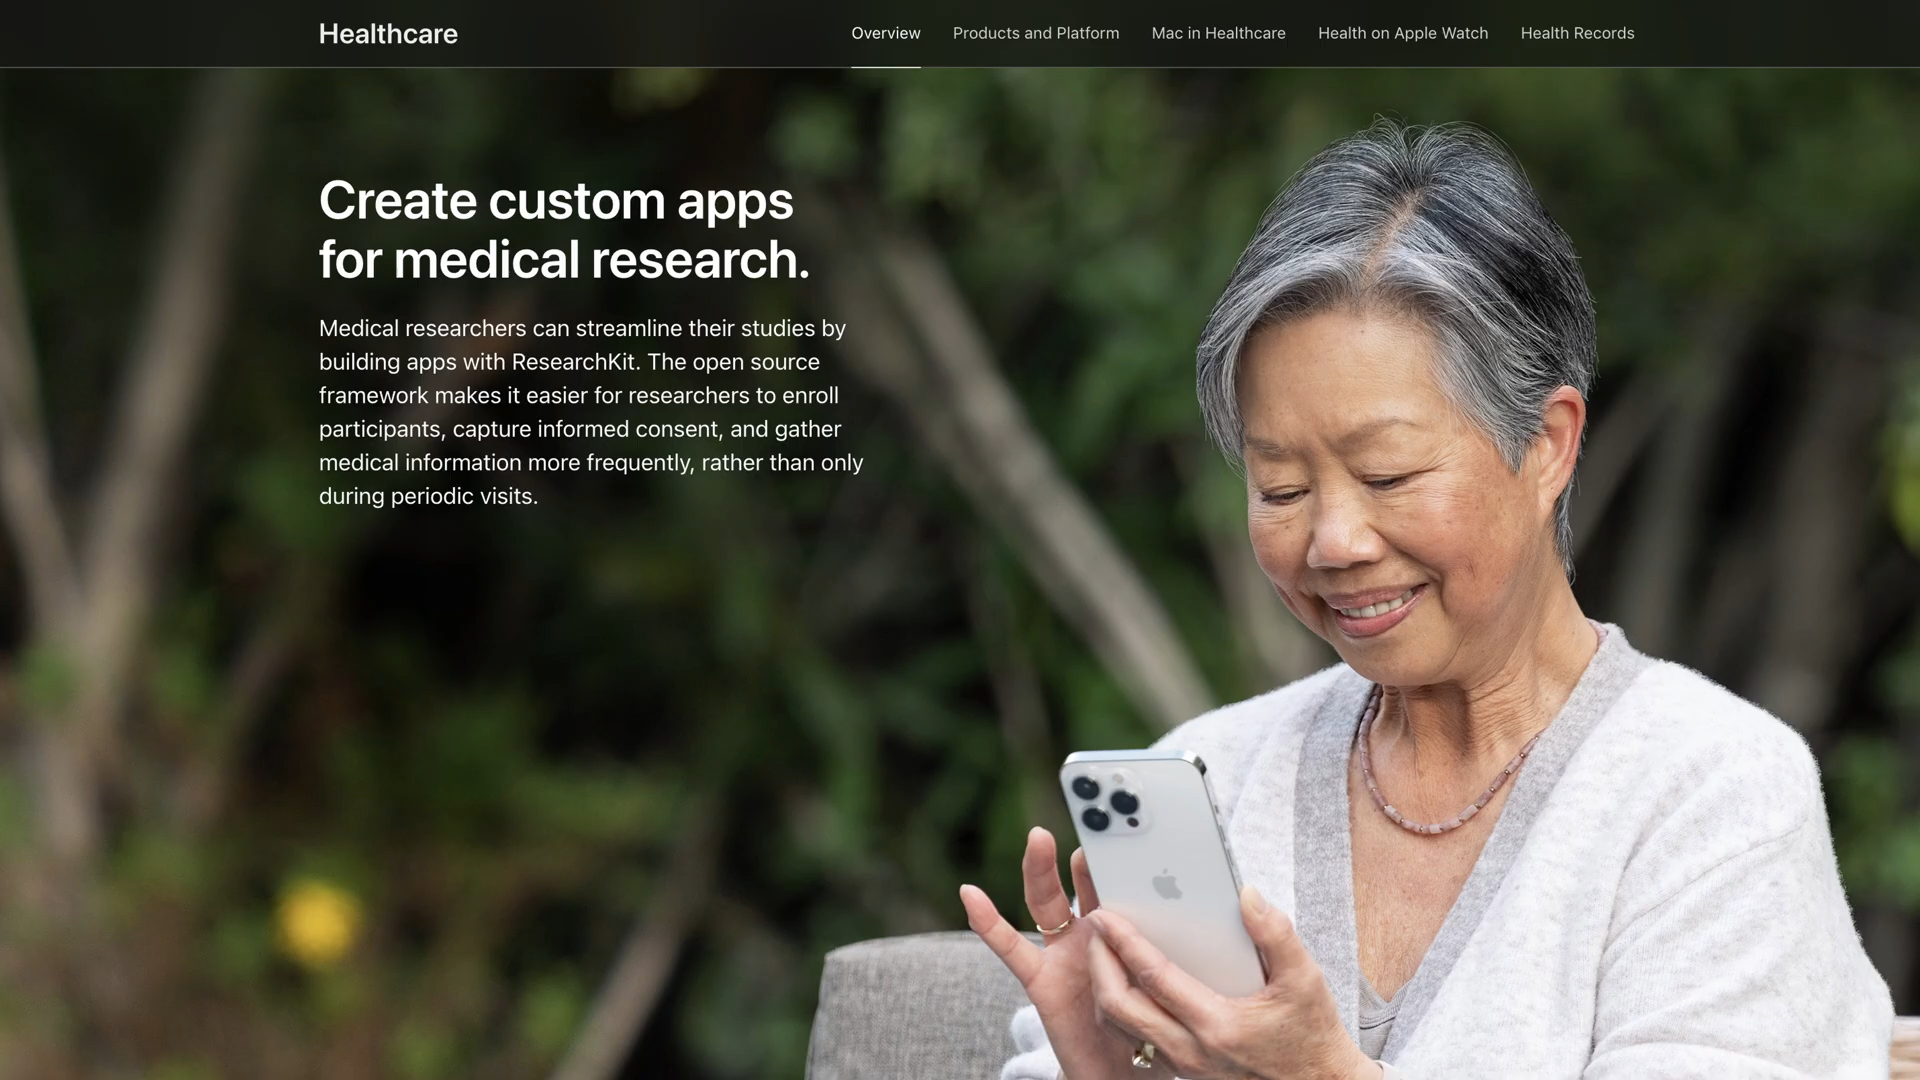 Healthcare
Overview
Products and Platform
Mac in Healthcare
Health on Apple Watch
Health Records
Create custom apps
for medical research.
Medical researchers can streamline their studies by
building apps with ResearchKit. The open source
framework makes it easier for researchers to enroll
participants, capture informed consent, and gather
medical information more frequently, rather than only
during periodic visits.